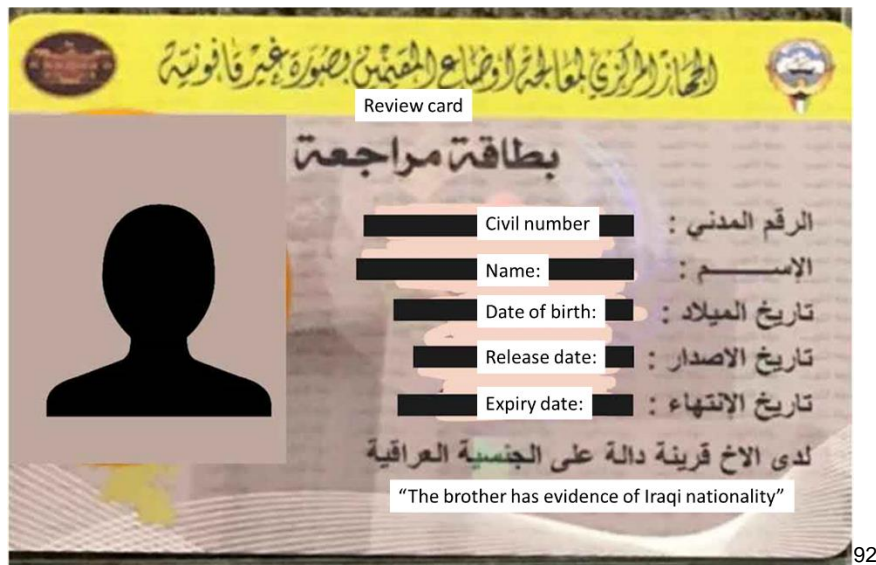 الجهاز المركزي لمعالجة أوضاع المقيمين بصورة غير قانونية
Review card
بطاقة مراجعة
الرقم المدني : Civil number
الإســـــم : Name:
تاريخ الميلاد : Date of birth:
تاريخ الاصدار : Release date:
تاريخ الإنتهاء : Expiry date:
لدى الاخ قرينة دالة على الجنسية العراقية
“The brother has evidence of Iraqi nationality”
92